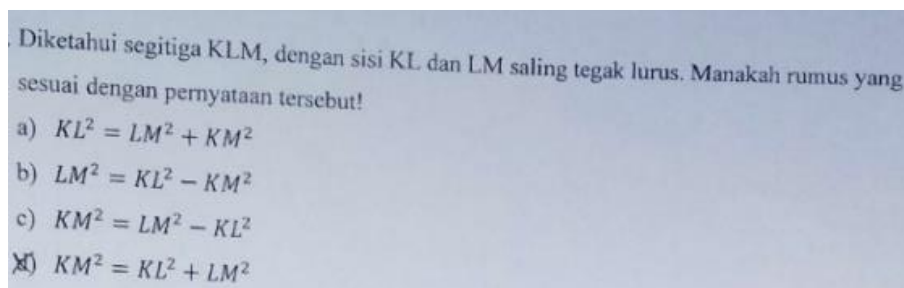 . Diketahui segitiga KLM, dengan sisi KL dan LM saling tegak lurus. Manakah rumus yang
sesuai dengan pernyataan tersebut!
a) KL² = LM² + KM²
b) LM² = KL² − KM²
c) KM² = LM² − KL²
d) KM² = KL² + LM²